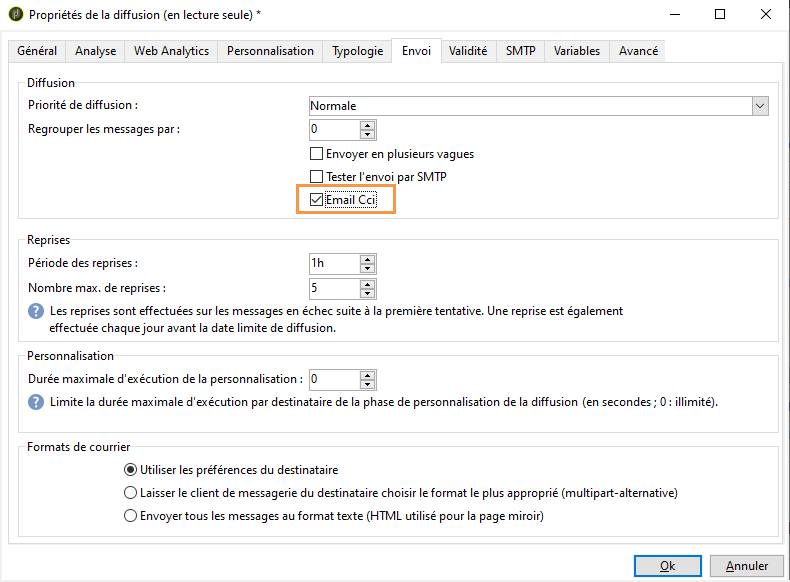 Propriétés de la diffusion (en lecture seule) *
Général Analyse Web Analytics Personnalisation Typologie Envoi Validité SMTP Variables Avancé
Diffusion
Priorité de diffusion : Normale
Regrouper les messages par : 0
Envoyer en plusieurs vagues
Tester l'envoi par SMTP
Email Cci
Reprises
Période des reprises : 1h
Nombre max. de reprises : 5
? Les reprises sont effectuées sur les messages en échec suite à la première tentative. Une reprise est également
effectuée chaque jour avant la date limite de diffusion.
Personnalisation
Durée maximale d'exécution de la personnalisation : 0
? Limite la durée maximale d'exécution par destinataire de la phase de personnalisation de la diffusion (en secondes ; 0 : illimité).
Formats de courrier
Utiliser les préférences du destinataire
Laisser le client de messagerie du destinataire choisir le format le plus approprié (multipart-alternative)
Envoyer tous les messages au format texte (HTML utilisé pour la page miroir)
Ok Annuler